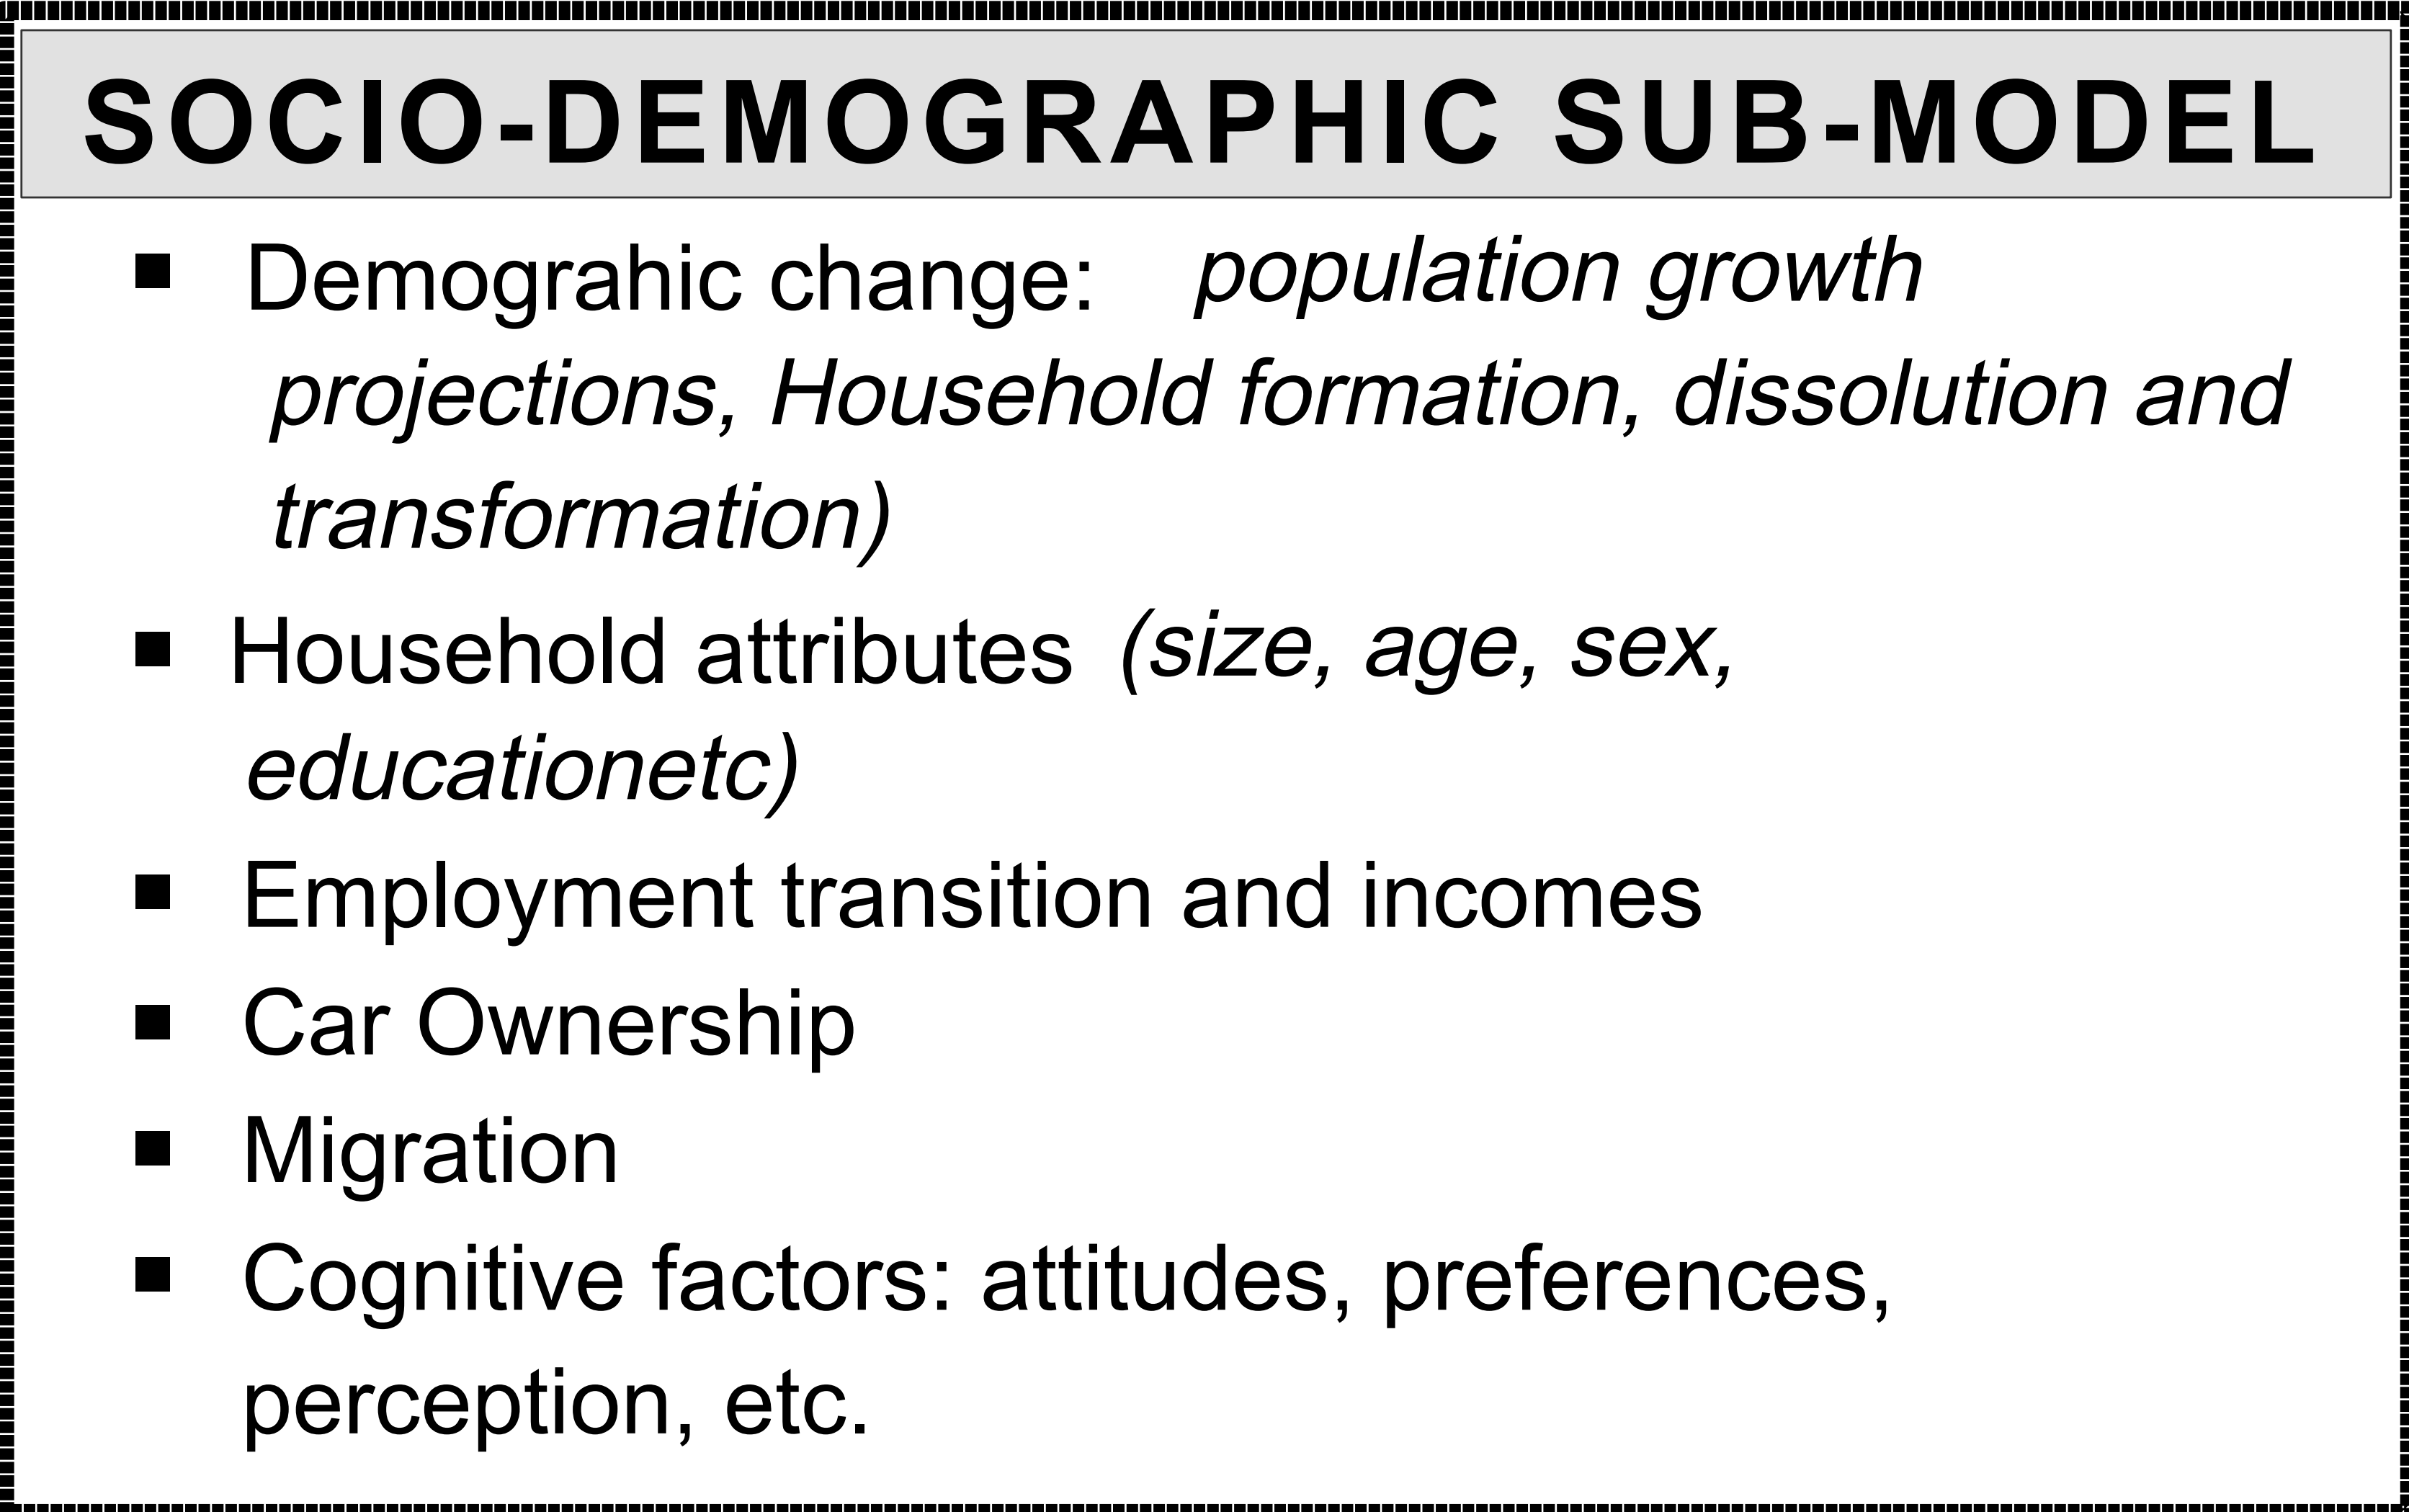 SOCIO-DEMOGRAPHIC SUB-MODEL
■ Demograhic change: population growth
projections, Household formation, dissolution and
transformation)
■ Household attributes (size, age, sex,
educationetc)
■ Employment transition and incomes
■ Car Ownership
■ Migration
■ Cognitive factors: attitudes, preferences,
perception, etc.